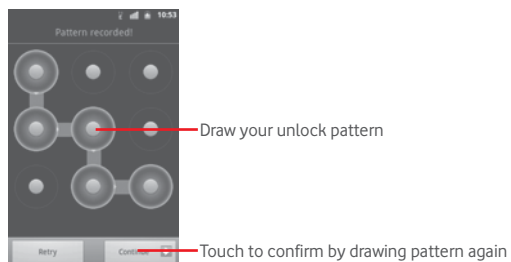 10:53
Pattern recorded!
Draw your unlock pattern
Retry
Continue
Touch to confirm by drawing pattern again